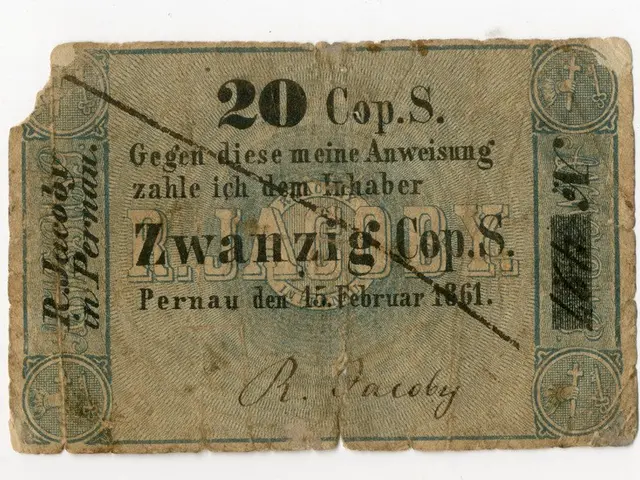 20 Cop.S.
Gegen diese meine Anweisung
zahle ich dem Inhaber
R. JACOBY.
Zwanzig Cop.S.
Pernau den 15. Februar 1861.
R. Jacoby
R. Jacoby
in Pernau.
N